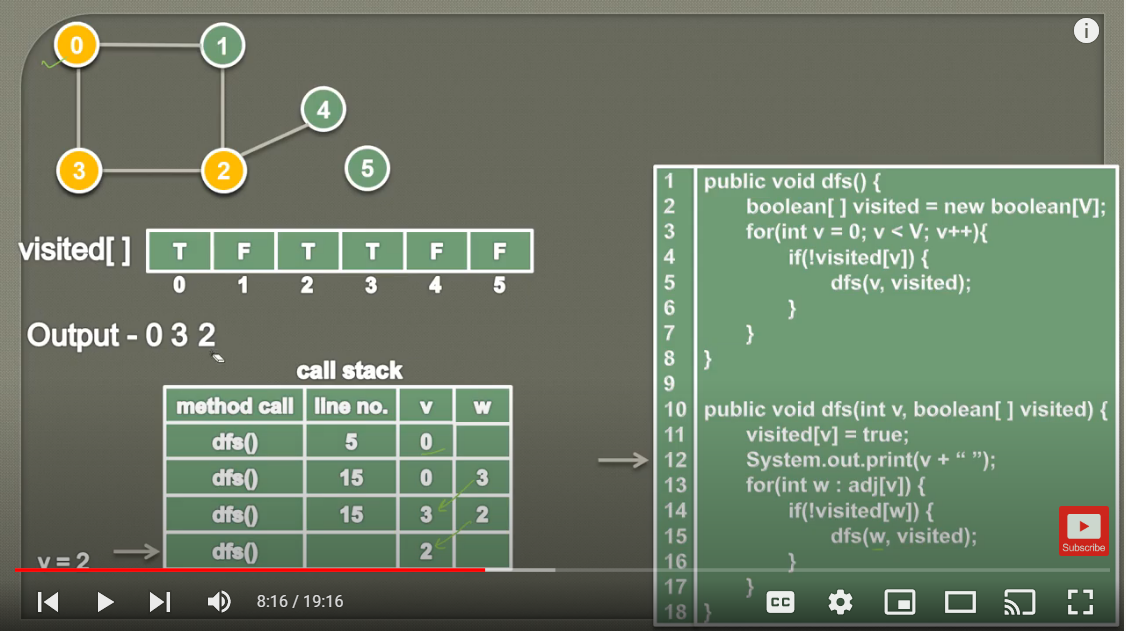 0 1
4
3 2 5
visited[ ] T F T T F F
0 1 2 3 4 5
Output - 0 3 2
call stack
method call line no. v w
dfs() 5 0
dfs() 15 0 3
dfs() 15 3 2
dfs() 2
v = 2
1 public void dfs() {
2 boolean[ ] visited = new boolean[V];
3 for(int v = 0; v < V; v++){
4 if(!visited[v]) {
5 dfs(v, visited);
6 }
7 }
8 }
9
10 public void dfs(int v, boolean[ ] visited) {
11 visited[v] = true;
12 System.out.print(v + “ ”);
13 for(int w : adj[v]) {
14 if(!visited[w]) {
15 dfs(w, visited);
16 }
17 }
18 }
i
Subscribe
8:16 / 19:16
CC